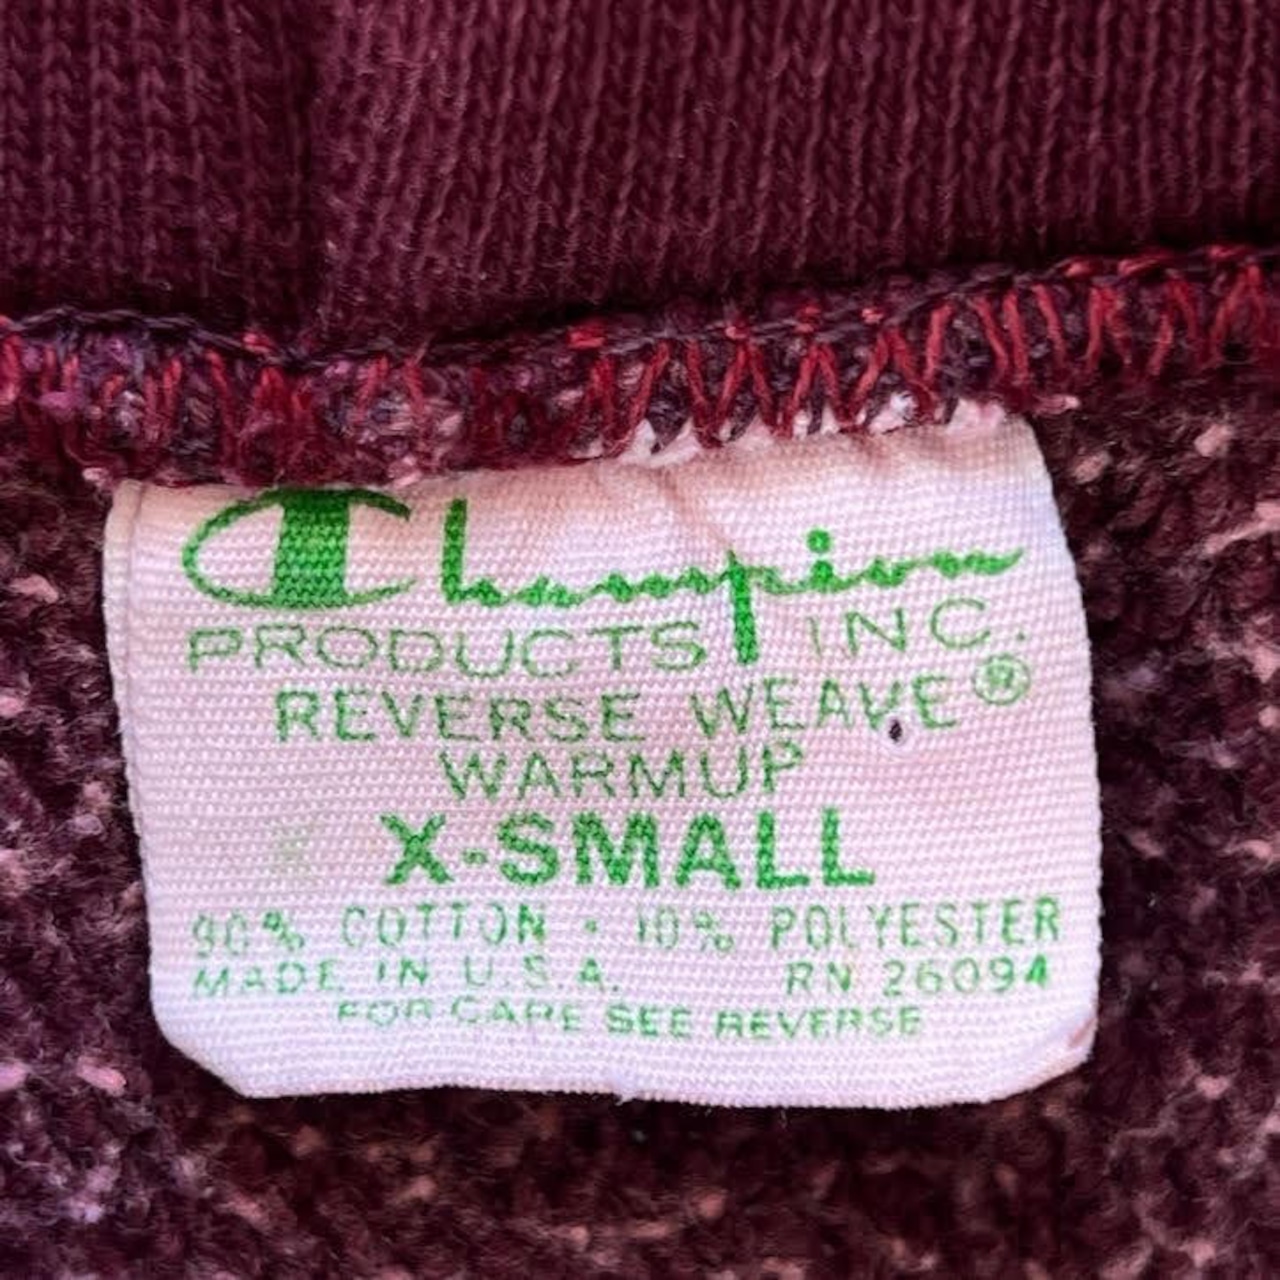 Champion
PRODUCTS INC.
REVERSE WEAVE®
WARMUP
X-SMALL
90% COTTON • 10% POLYESTER
MADE IN U.S.A. RN 26094
FOR CARE SEE REVERSE